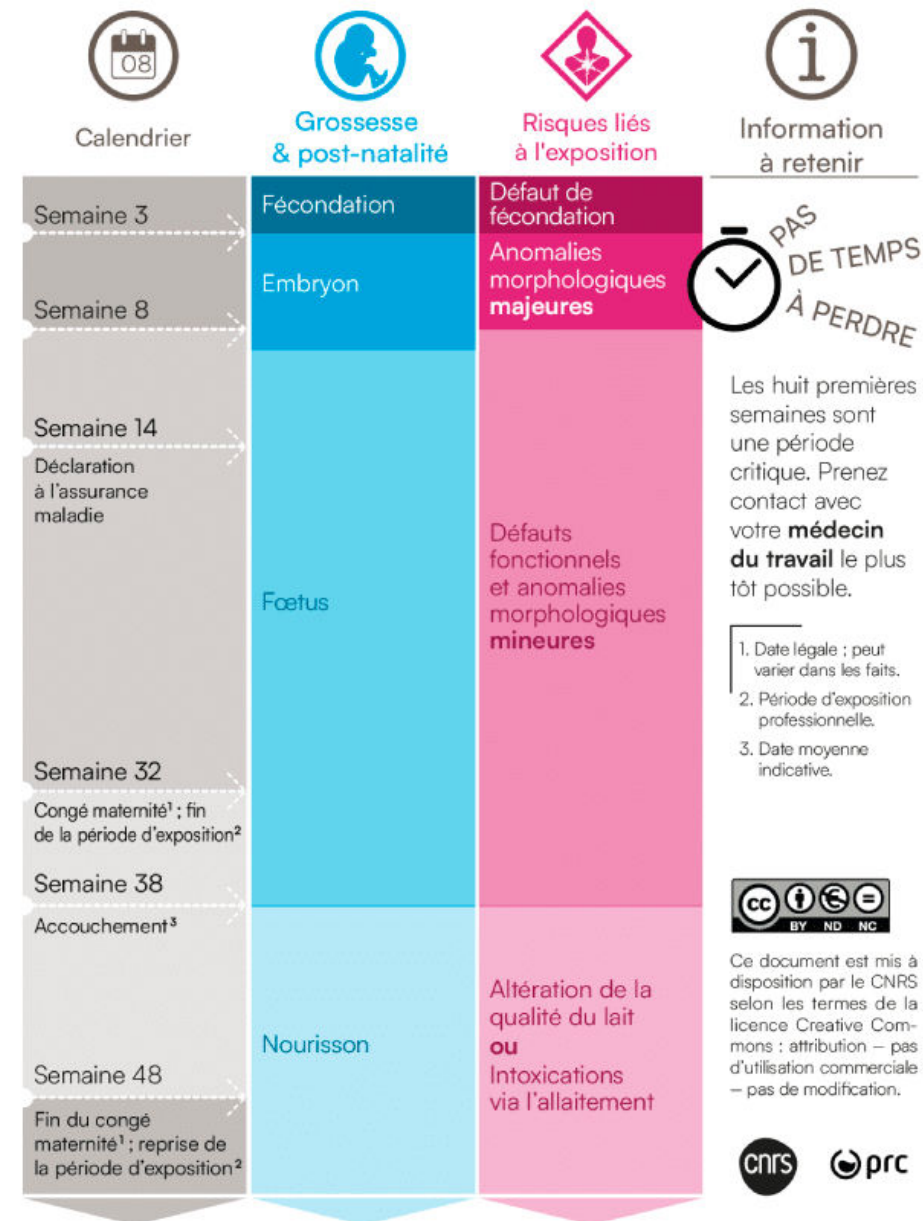 08
Calendrier
Grossesse
& post-natalité
Risques liés
à l'exposition
Information
à retenir
Semaine 3
Fécondation
Défaut de
fécondation
Semaine 8
Embryon
Anomalies
morphologiques
majeures
PAS
DE TEMPS
À PERDRE
Semaine 14
Déclaration
à l'assurance
maladie
Fœtus
Défauts
fonctionnels
et anomalies
morphologiques
mineures
Les huit premières
semaines sont
une période
critique. Prenez
contact avec
votre médecin
du travail le plus
tôt possible.
1. Date légale ; peut
varier dans les faits.
2. Période d'exposition
professionnelle.
3. Date moyenne
indicative.
Semaine 32
Congé maternité¹ ; fin
de la période d'exposition²
Semaine 38
Accouchement³
Nourisson
Altération de la
qualité du lait
ou
Intoxications
via l'allaitement
Semaine 48
Fin du congé
maternité¹ ; reprise de
la période d'exposition²
cc
BY ND NC
Ce document est mis à
disposition par le CNRS
selon les termes de la
licence Creative Com-
mons : attribution – pas
d'utilisation commerciale
– pas de modification.
cnrs
prc